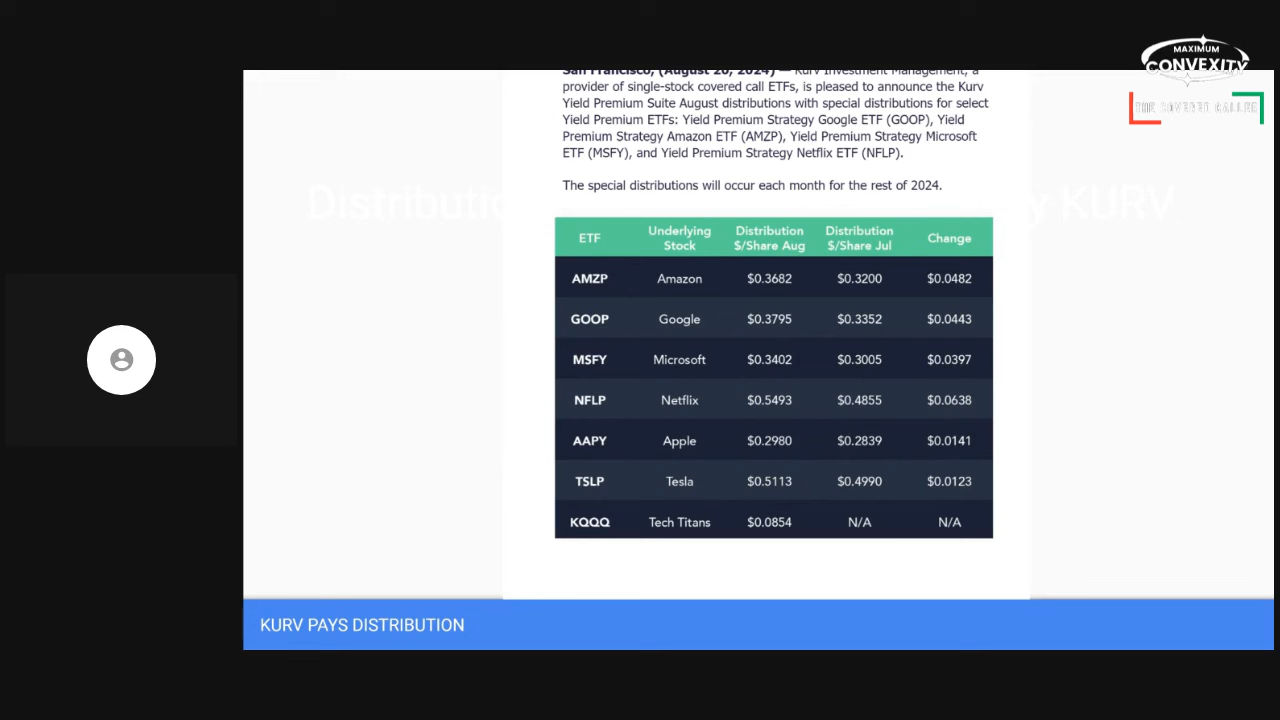 MAXIMUM
CONVEXITY
San Francisco, (August 20, 2024) — Kurv Investment Management, a
provider of single-stock covered call ETFs, is pleased to announce the Kurv
Yield Premium Suite August distributions with special distributions for select
Yield Premium ETFs: Yield Premium Strategy Google ETF (GOOP), Yield
Premium Strategy Amazon ETF (AMZP), Yield Premium Strategy Microsoft
ETF (MSFY), and Yield Premium Strategy Netflix ETF (NFLP).
The special distributions will occur each month for the rest of 2024.
KURV
ETF Underlying Stock Distribution $/Share Aug Distribution $/Share Jul Change
AMZP Amazon $0.3682 $0.3200 $0.0482
GOOP Google $0.3795 $0.3352 $0.0443
MSFY Microsoft $0.3402 $0.3005 $0.0397
NFLP Netflix $0.5493 $0.4855 $0.0638
AAPY Apple $0.2980 $0.2839 $0.0141
TSLP Tesla $0.5113 $0.4990 $0.0123
KQQQ Tech Titans $0.0854 N/A N/A
KURV PAYS DISTRIBUTION